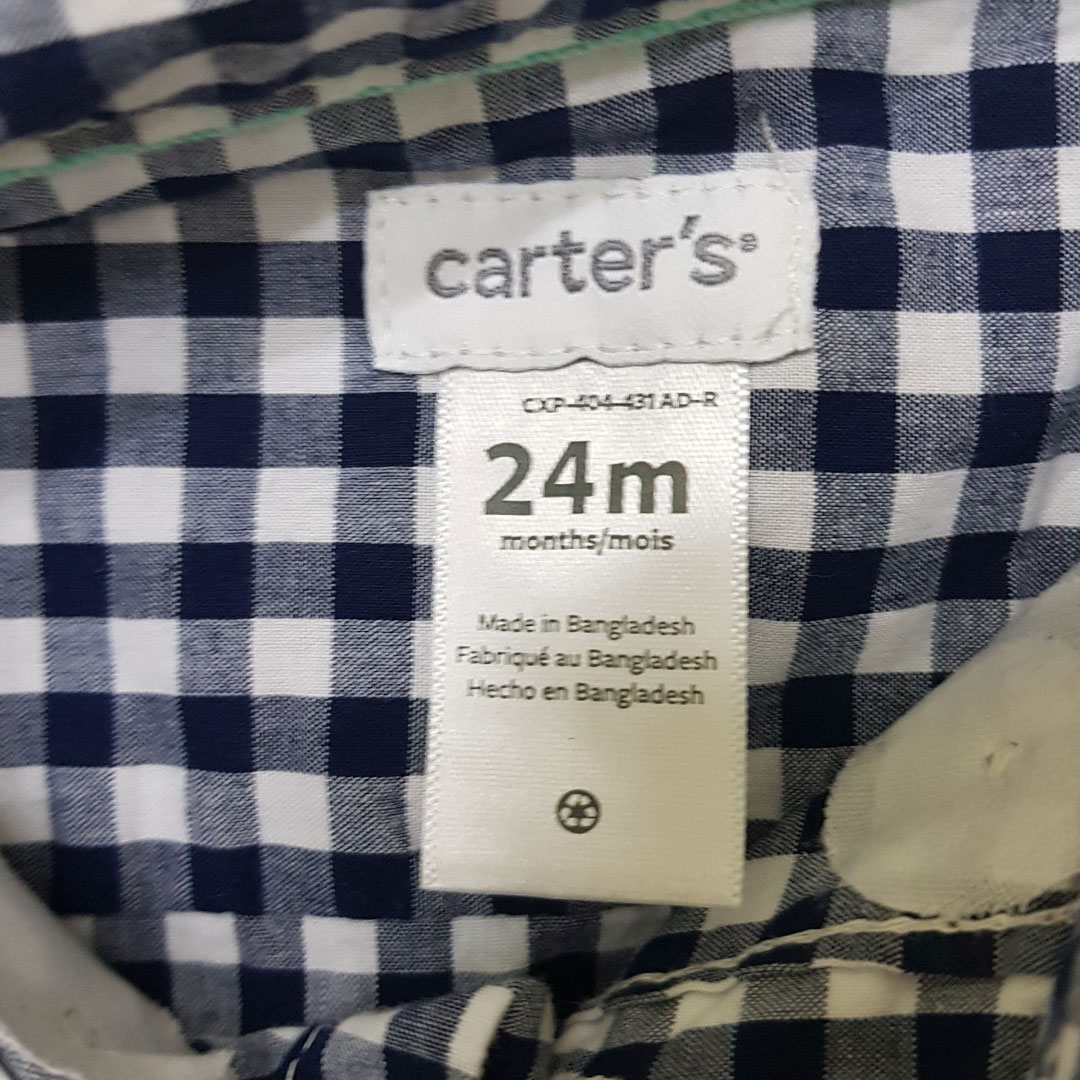 carter's®
CXP-404-431 AD-R
24m
months/mois
Made in Bangladesh
Fabriqué au Bangladesh
Hecho en Bangladesh